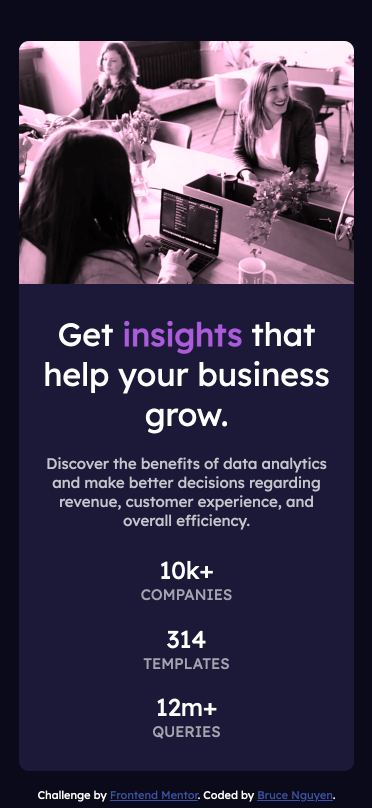 Get insights that
help your business
grow.
Discover the benefits of data analytics
and make better decisions regarding
revenue, customer experience, and
overall efficiency.
10k+
COMPANIES
314
TEMPLATES
12m+
QUERIES
Challenge by Frontend Mentor. Coded by Bruce Nguyen.